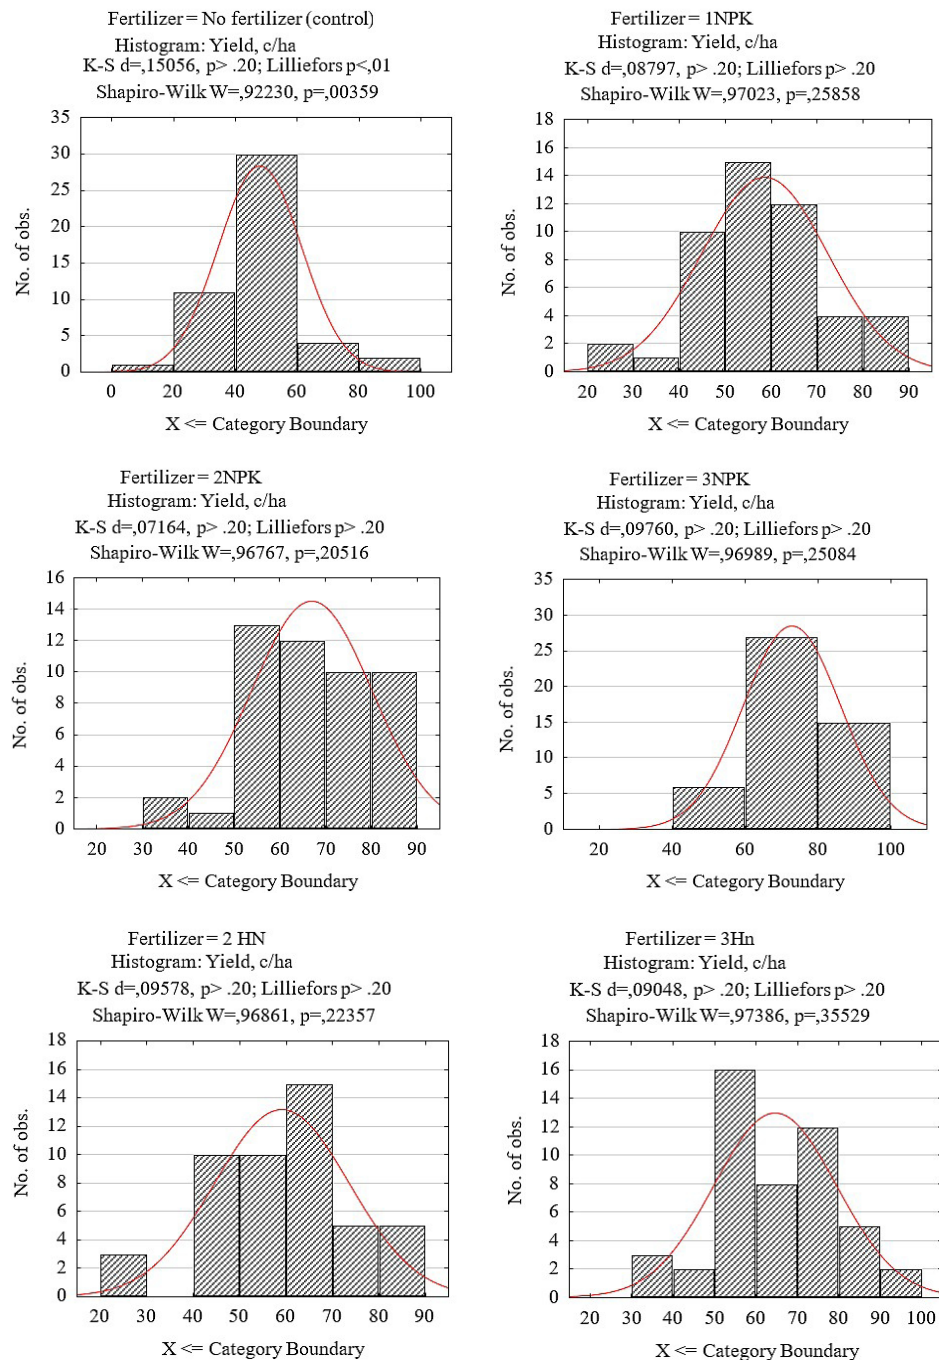 Fertilizer = No fertilizer (control)
Histogram: Yield, c/ha
K-S d=,15056, p> .20; Lilliefors p<,01
Shapiro-Wilk W=,92230, p=,00359
35
30
25
20
15
10
5
0
No. of obs.
0 20 40 60 80 100
X <= Category Boundary
Fertilizer = 1NPK
Histogram: Yield, c/ha
K-S d=,08797, p> .20; Lilliefors p> .20
Shapiro-Wilk W=,97023, p=,25858
18
16
14
12
10
8
6
4
2
0
No. of obs.
20 30 40 50 60 70 80 90
X <= Category Boundary
Fertilizer = 2NPK
Histogram: Yield, c/ha
K-S d=,07164, p> .20; Lilliefors p> .20
Shapiro-Wilk W=,96767, p=,20516
16
14
12
10
8
6
4
2
0
No. of obs.
20 30 40 50 60 70 80 90
X <= Category Boundary
Fertilizer = 3NPK
Histogram: Yield, c/ha
K-S d=,09760, p> .20; Lilliefors p> .20
Shapiro-Wilk W=,96989, p=,25084
35
30
25
20
15
10
5
0
No. of obs.
20 40 60 80 100
X <= Category Boundary
Fertilizer = 2 HN
Histogram: Yield, c/ha
K-S d=,09578, p> .20; Lilliefors p> .20
Shapiro-Wilk W=,96861, p=,22357
18
16
14
12
10
8
6
4
2
0
No. of obs.
20 30 40 50 60 70 80 90
X <= Category Boundary
Fertilizer = 3Hn
Histogram: Yield, c/ha
K-S d=,09048, p> .20; Lilliefors p> .20
Shapiro-Wilk W=,97386, p=,35529
18
16
14
12
10
8
6
4
2
0
No. of obs.
20 30 40 50 60 70 80 90 100
X <= Category Boundary